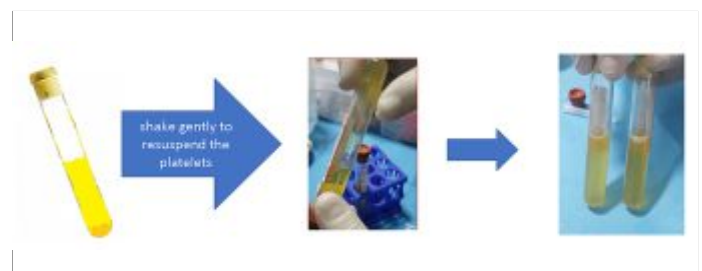 shake gently to
resuspend the
platelets